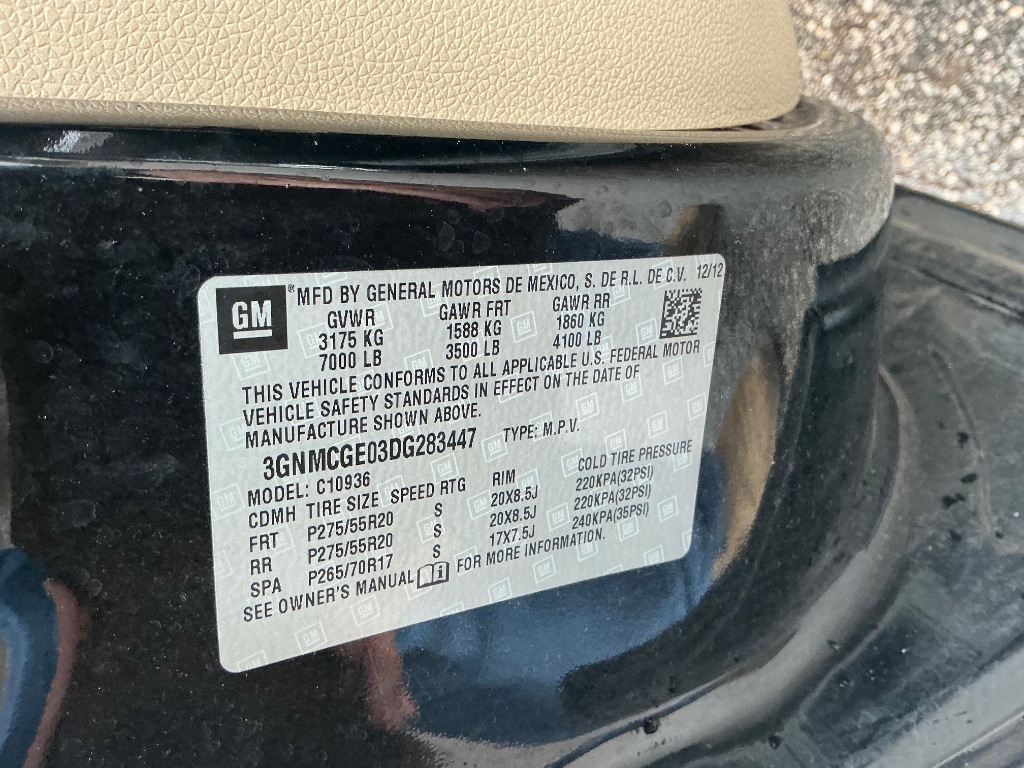 GM
® MFD BY GENERAL MOTORS DE MEXICO, S. DE R.L. DE C.V. 12/12
GVWR GAWR FRT GAWR RR
3175 KG 1588 KG 1860 KG
7000 LB 3500 LB 4100 LB
THIS VEHICLE CONFORMS TO ALL APPLICABLE U.S. FEDERAL MOTOR
VEHICLE SAFETY STANDARDS IN EFFECT ON THE DATE OF
MANUFACTURE SHOWN ABOVE.
3GNMCGE03DG283447 TYPE: M.P.V.
MODEL: C10936
CDMH TIRE SIZE SPEED RTG RIM COLD TIRE PRESSURE
FRT P275/55R20 S 20X8.5J 220KPA(32PSI)
RR P275/55R20 S 20X8.5J 220KPA(32PSI)
SPA P265/70R17 S 17X7.5J 240KPA(35PSI)
SEE OWNER'S MANUAL FOR MORE INFORMATION.